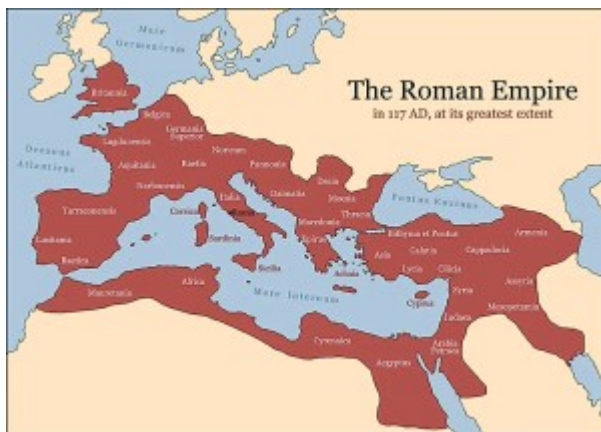 Mare
Germanicum
The Roman Empire
in 117 AD, at its greatest extent
Britannia
Belgica
Germania
Superior
Lugdunensis
Noricum
Oceanus
Atlanticus
Aquitania
Raetia
Pannonia
Dacia
Narbonensis
Dalmatia
Moesia
Pontus Euxinus
Italia
Tarraconensis
Corsica
Roma
Thracia
Macedonia
Bithynia et Pontus
Armenia
Lusitania
Sardinia
Epirus
Asia
Galatia
Cappadocia
Baetica
Sicilia
Achaia
Lycia
Cilicia
Assyria
Mauretania
Africa
Mare Internum
Cyprus
Syria
Mesopotamia
Iudaea
Cyrenaica
Arabia
Petraea
Aegyptus